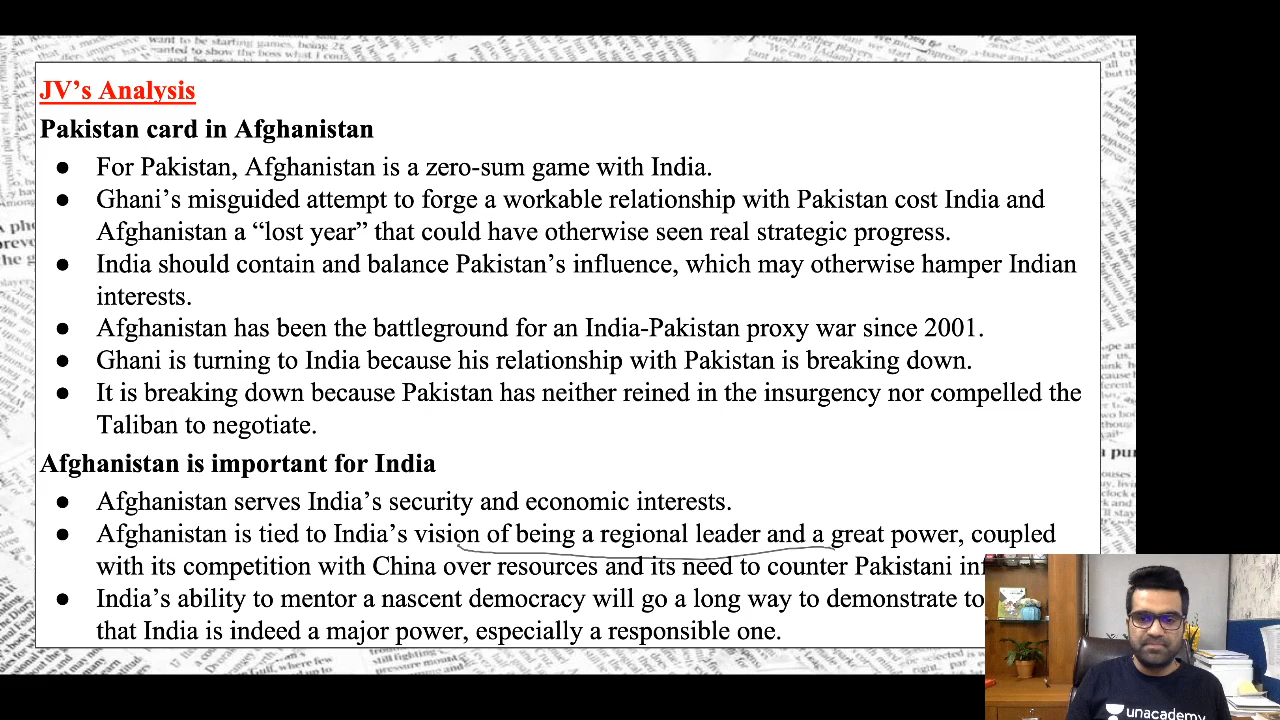 JV's Analysis
Pakistan card in Afghanistan
● For Pakistan, Afghanistan is a zero-sum game with India.
● Ghani's misguided attempt to forge a workable relationship with Pakistan cost India and
Afghanistan a “lost year” that could have otherwise seen real strategic progress.
● India should contain and balance Pakistan's influence, which may otherwise hamper Indian
interests.
● Afghanistan has been the battleground for an India-Pakistan proxy war since 2001.
● Ghani is turning to India because his relationship with Pakistan is breaking down.
● It is breaking down because Pakistan was neither reined in the insurgency nor compelled the
Taliban to negotiate.
Afghanistan is important for India
● Afghanistan serves India's security and economic interests.
● Afghanistan is tied to India's vision of being a regional leader and a great power, coupled
with its competition with China over resources and its need to counter Pakistani
● India's ability to mentor a nascent democracy will go a long way to demonstrate to
that India is indeed a major power, especially a responsible one.
unacademy